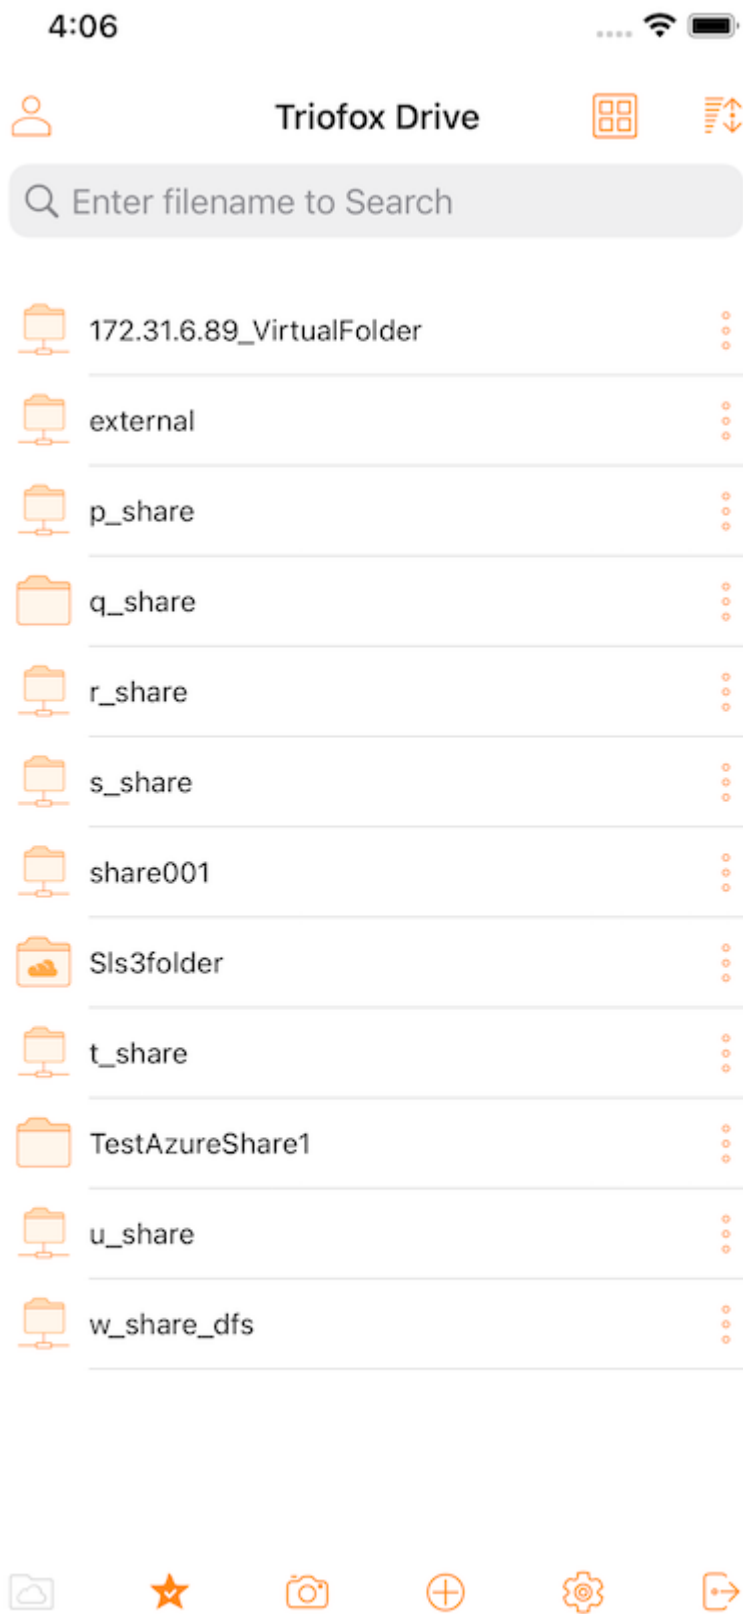 4:06
Triofox Drive
Enter filename to Search
172.31.6.89_VirtualFolder
external
p_share
q_share
r_share
s_share
share001
Sls3folder
t_share
TestAzureShare1
u_share
w_share_dfs